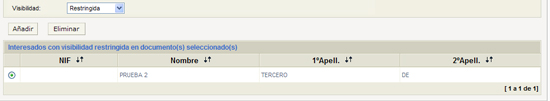 Visibilidad: Restringida
Añadir Eliminar
Interesados con visibilidad restringida en documento(s) seleccionado(s)
NIF Nombre 1ºApell. 2ºApell.
PRUEBA 2 TERCERO DE
[ 1 a 1 de 1]